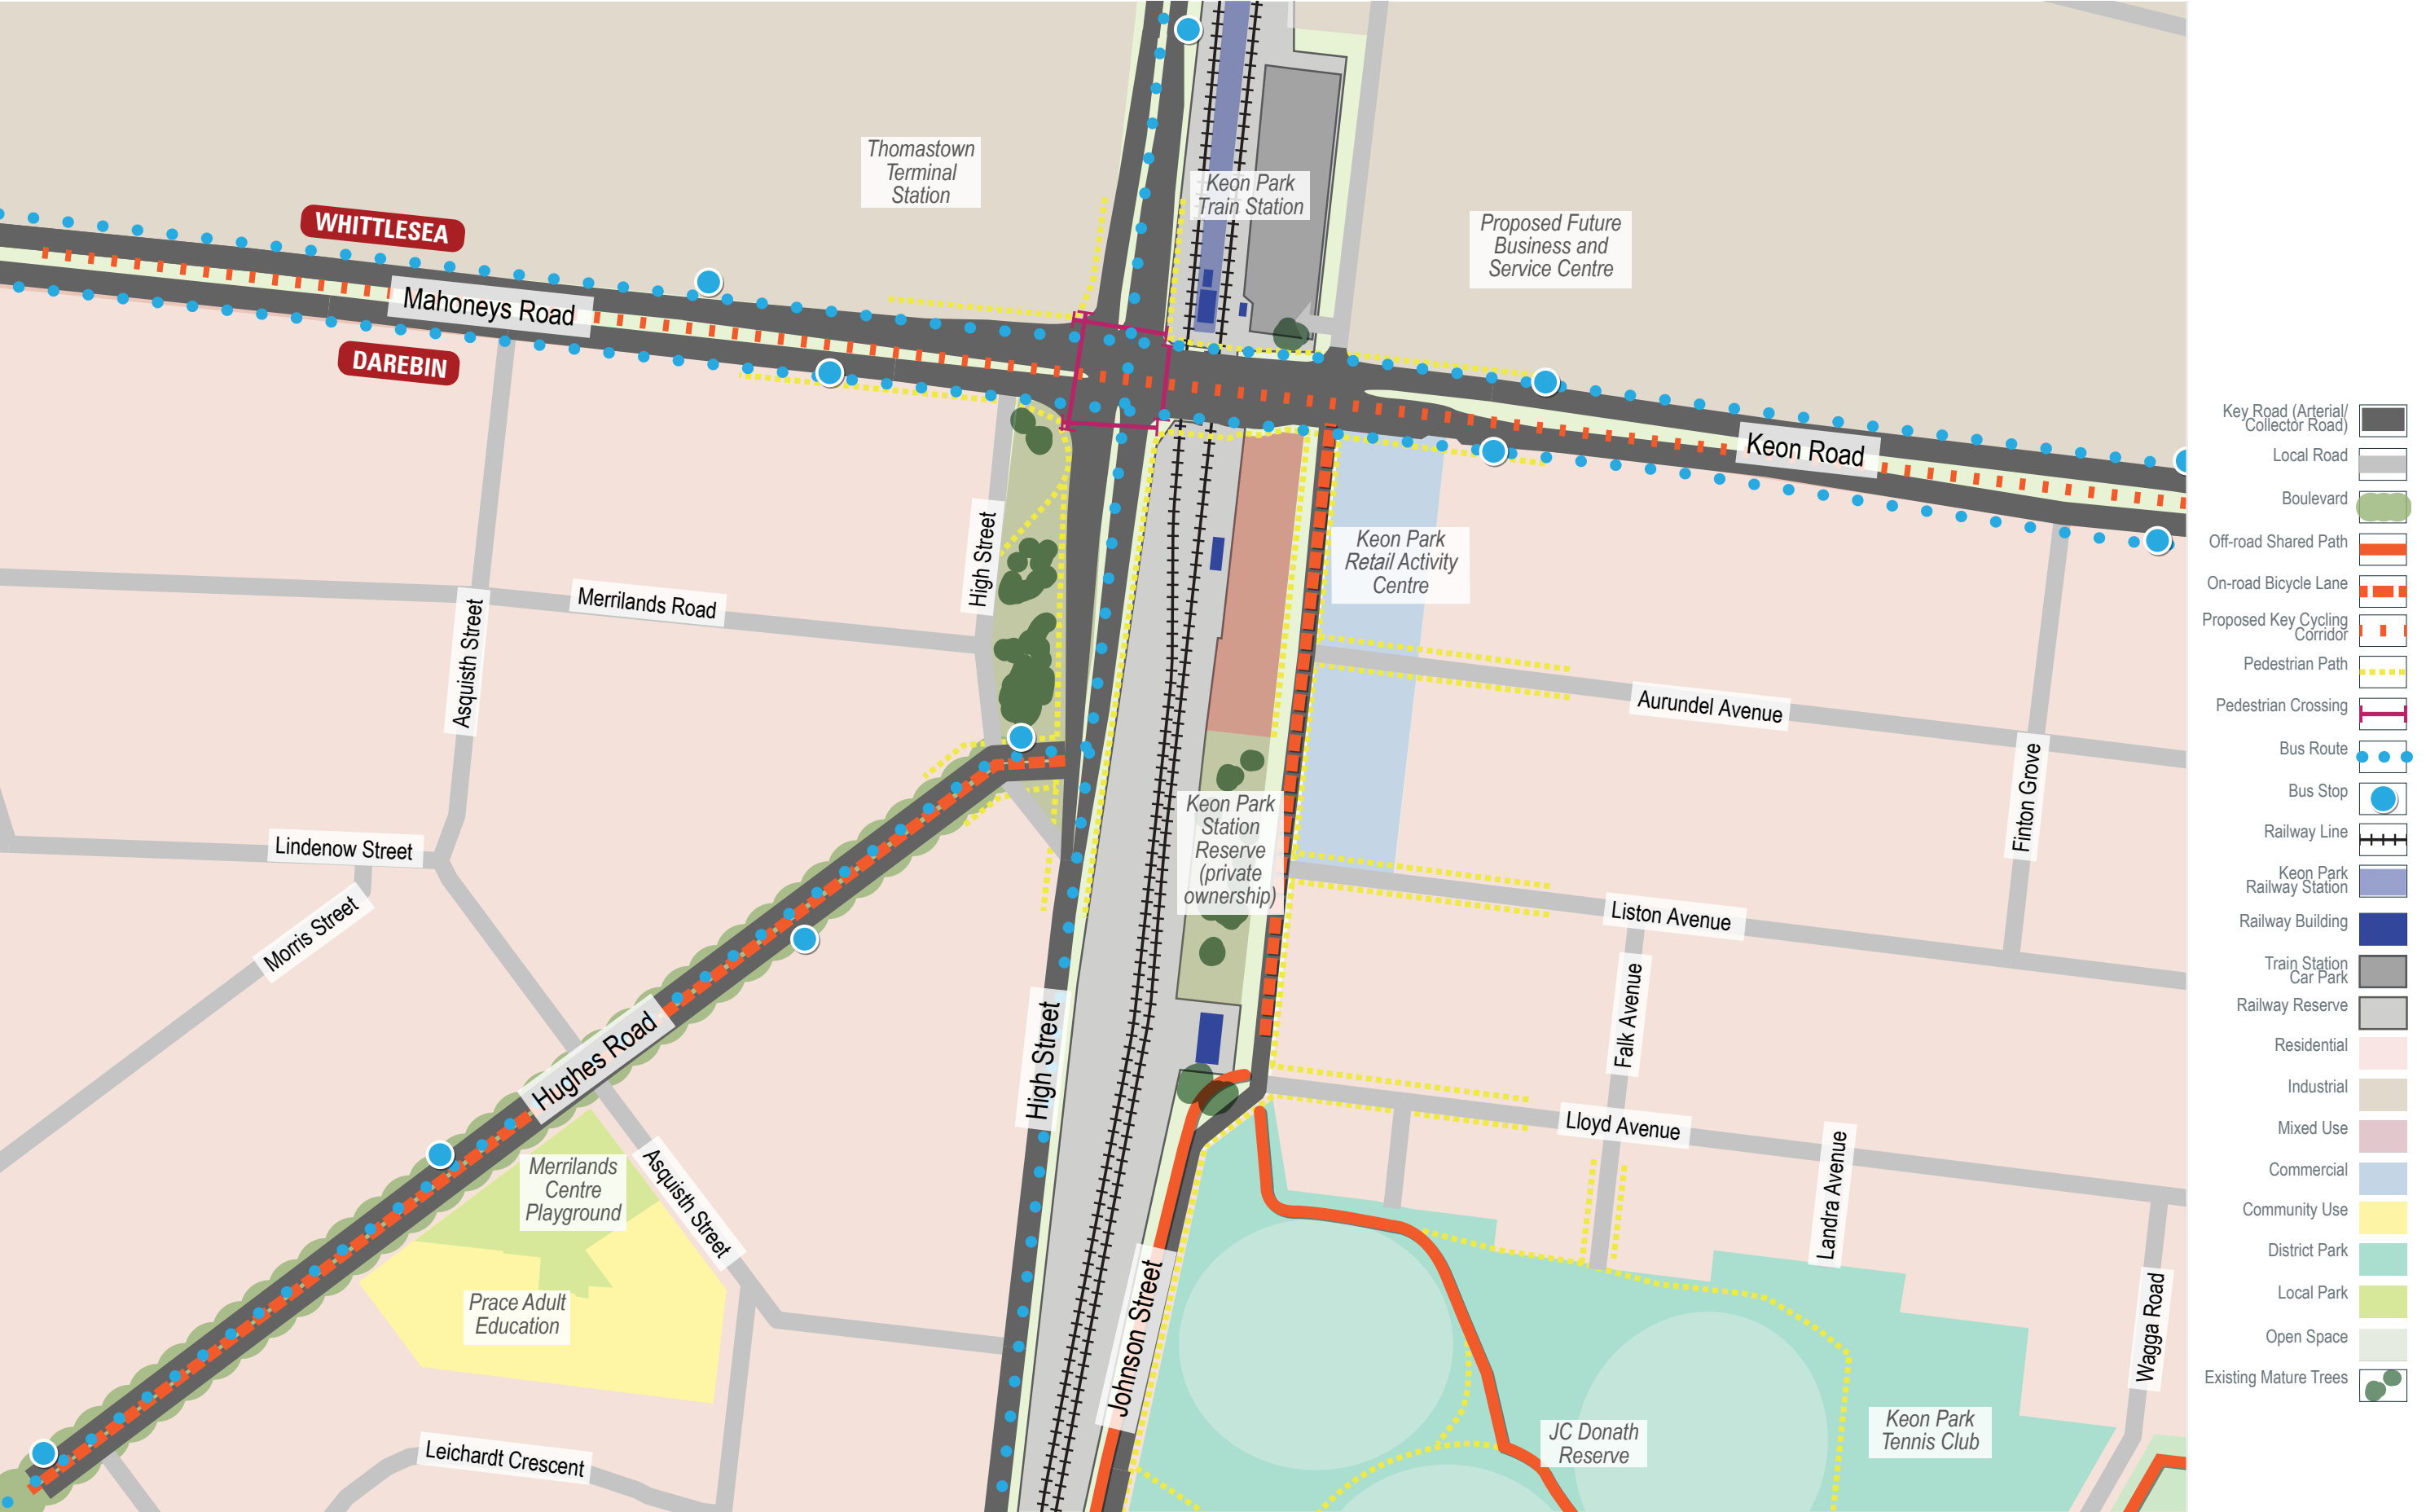 Thomastown
Terminal
Station
Keon Park
Train Station
Proposed Future
Business and
Service Centre
WHITTLESEA
Mahoneys Road
DAREBIN
Keon Road
High Street
Merrilands Road
Asquisth Street
Keon Park
Retail Activity
Centre
Aurundel Avenue
Finton Grove
Keon Park
Station
Reserve
(private
ownership)
Lindenow Street
Morris Street
Liston Avenue
Falk Avenue
Hughes Road
High Street
Lloyd Avenue
Landra Avenue
Merrilands
Centre
Playground
Asquisth Street
Prace Adult
Education
Johnson Street
Wagga Road
Leichardt Crescent
JC Donath
Reserve
Keon Park
Tennis Club
Key Road (Arterial/
Collector Road)
Local Road
Boulevard
Off-road Shared Path
On-road Bicycle Lane
Proposed Key Cycling
Corridor
Pedestrian Path
Pedestrian Crossing
Bus Route
Bus Stop
Railway Line
Keon Park
Railway Station
Railway Building
Train Station
Car Park
Railway Reserve
Residential
Industrial
Mixed Use
Commercial
Community Use
District Park
Local Park
Open Space
Existing Mature Trees